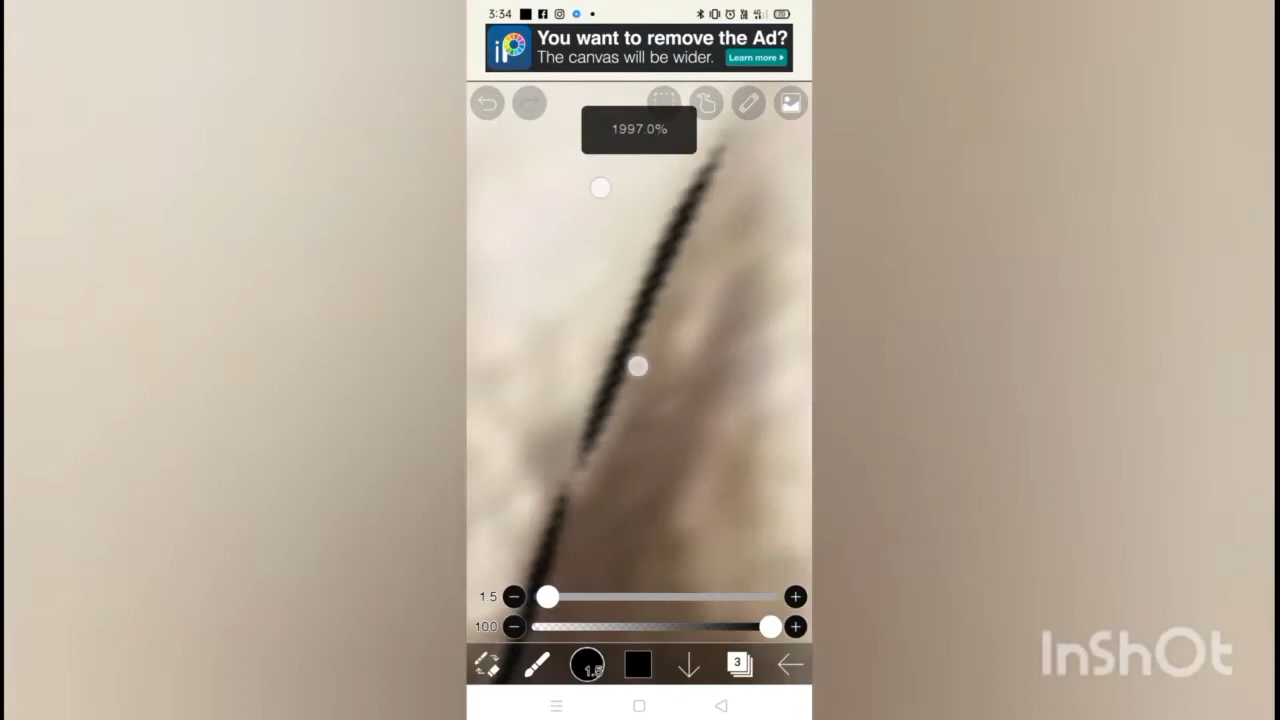 3:34
iP
You want to remove the Ad?
The canvas will be wider.
Learn more
1997.0%
1.5
100
1.5
3
InShOt